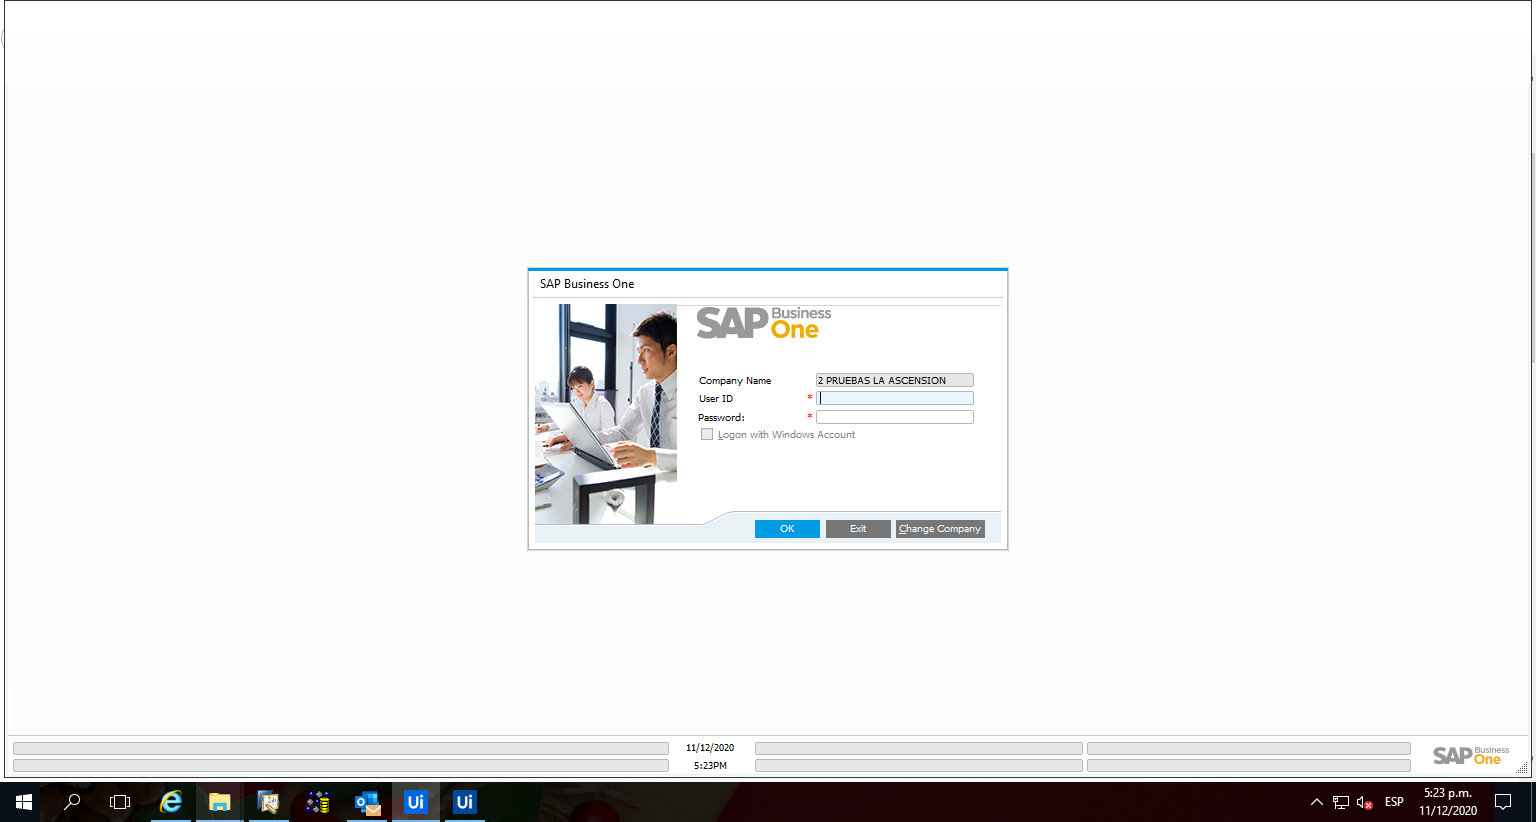 SAP Business One
SAP Business One
Company Name 2 PRUEBAS LA ASCENSION
User ID *
Password: *
Logon with Windows Account
OK Exit Change Company
11/12/2020
5:23PM
SAP Business One
Ui Ui ESP 5:23 p.m.
11/12/2020